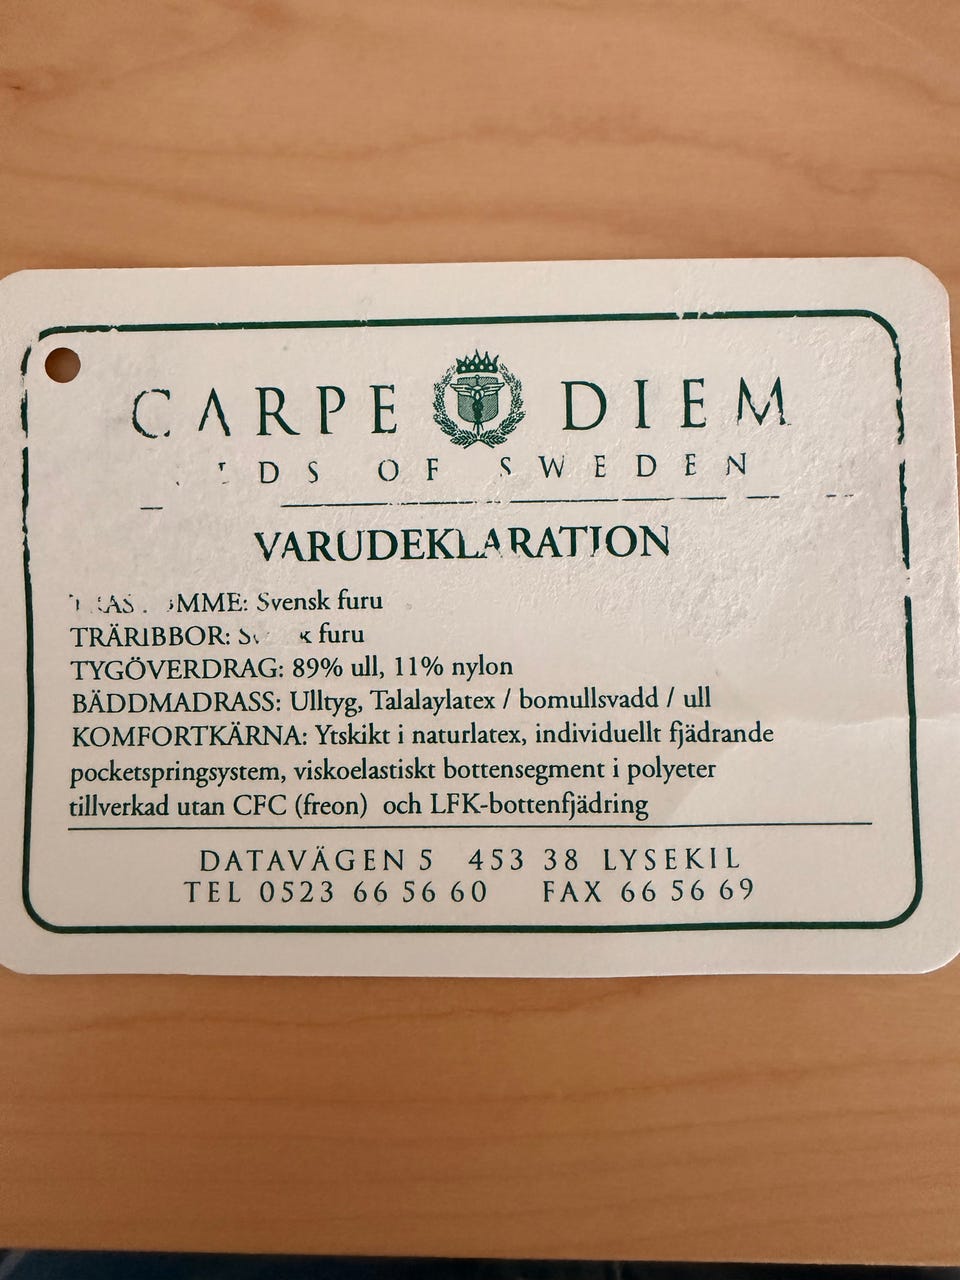 CARPE DIEM
OF SWEDEN
VARUDEKLARATION
Svensk furu
TRÄRIBBOR: furu
TYGÖVERDRAG: 89% ull, 11% nylon
BÄDDMADRASS: Ulltyg, Talalaylatex / bomullsvadd / ull
KOMFORTKÄRNA: Ytskikt i naturlatex, individuellt fjädrande
pocketspringsystem, viskoelastiskt bottensegment i polyeter
tillverkad utan CFC (freon) och LFK-bottenfjädring
DATAVÄGEN 5 453 38 LYSEKIL
TEL 0523 66 56 60 FAX 66 56 69